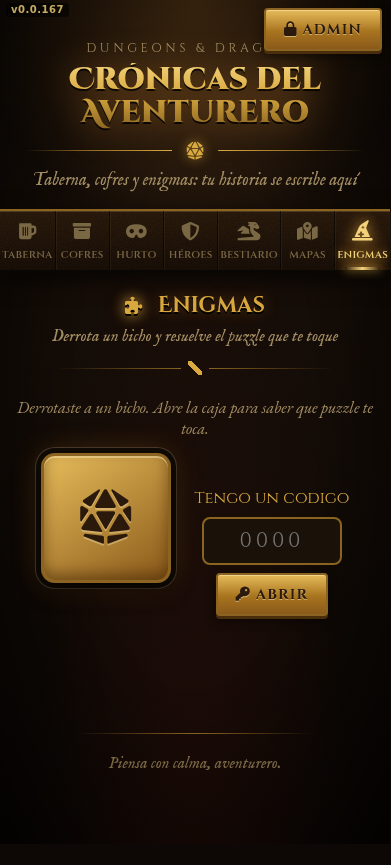 v0.0.167
ADMIN
DUNGEONS & DRAG
CRÓNICAS DEL
AVENTURERO
Taberna, cofres y enigmas: tu historia se escribe aquí
TABERNA COFRES HURTO HÉROES BESTIARIO MAPAS ENIGMAS
ENIGMAS
Derrota un bicho y resuelve el puzzle que te toque
Derrotaste a un bicho. Abre la caja para saber que puzzle te
toca.
TENGO UN CODIGO
0000
ABRIR
Piensa con calma, aventurero.